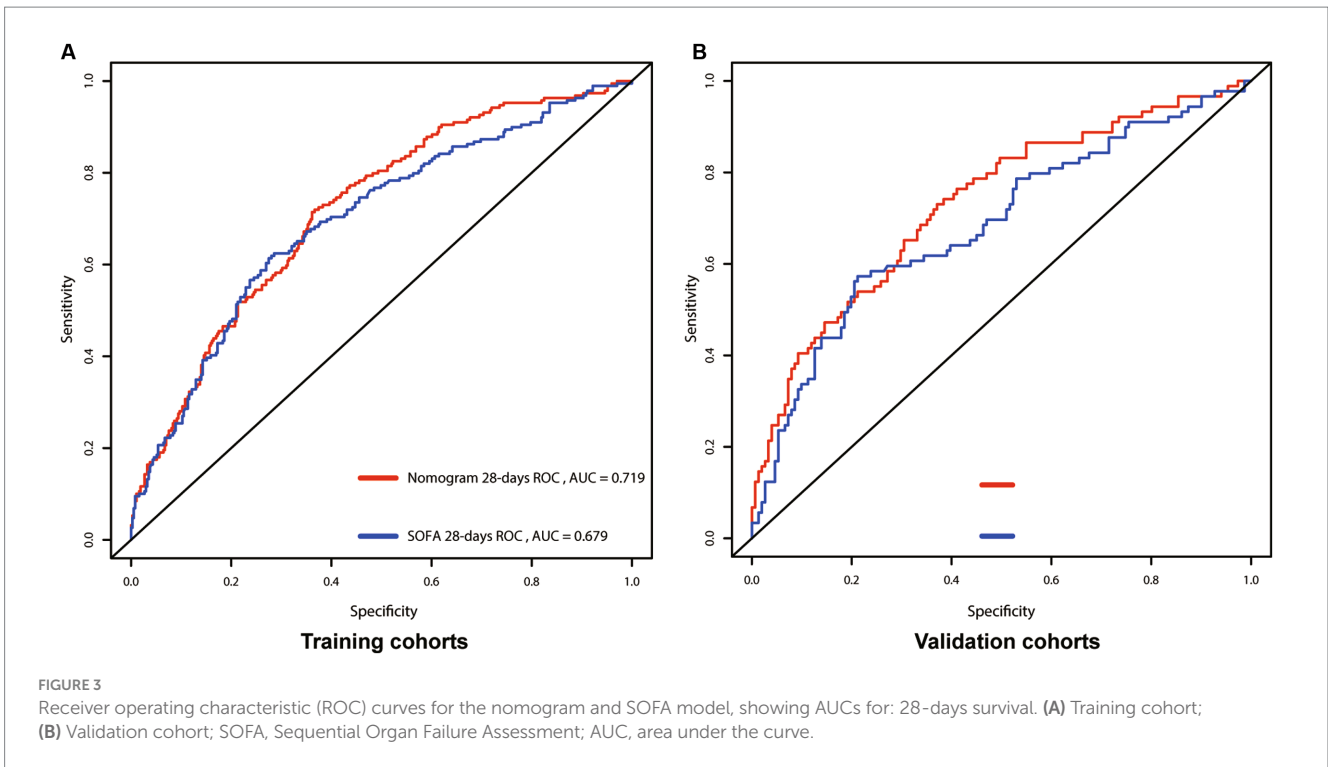 A
1.0
0.8
0.6
0.4
0.2
0.0
Sensitivity
Nomogram 28-days ROC , AUC = 0.719
SOFA 28-days ROC , AUC = 0.679
0.0 0.2 0.4 0.6 0.8 1.0
Specificity
Training cohorts
B
1.0
0.8
0.6
0.4
0.2
0.0
Sensitivity
0.0 0.2 0.4 0.6 0.8 1.0
Specificity
Validation cohorts
FIGURE 3
Receiver operating characteristic (ROC) curves for the nomogram and SOFA model, showing AUCs for: 28-days survival. (A) Training cohort;
(B) Validation cohort; SOFA, Sequential Organ Failure Assessment; AUC, area under the curve.